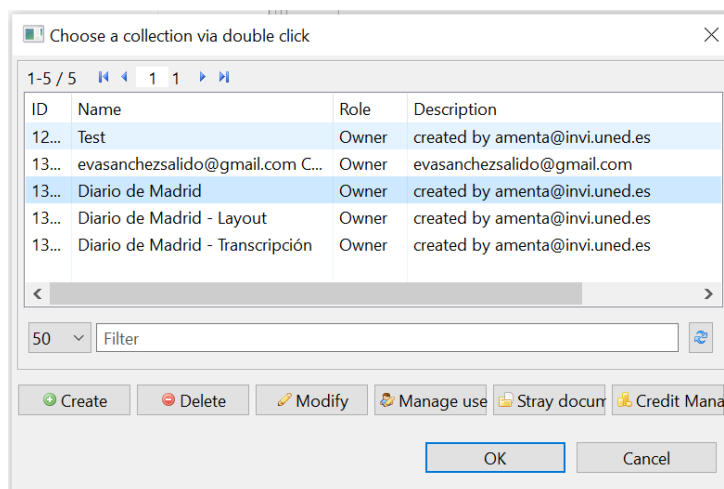 Choose a collection via double click
1-5 / 5 1 1
ID Name Role Description
12... Test Owner created by amenta@invi.uned.es
13... evasanchezsalido@gmail.com C... Owner evasanchezsalido@gmail.com
13... Diario de Madrid Owner created by amenta@invi.uned.es
13... Diario de Madrid - Layout Owner created by amenta@invi.uned.es
13... Diario de Madrid - Transcripción Owner created by amenta@invi.uned.es
50 Filter
Create Delete Modify Manage use Stray docum Credit Mana
OK Cancel